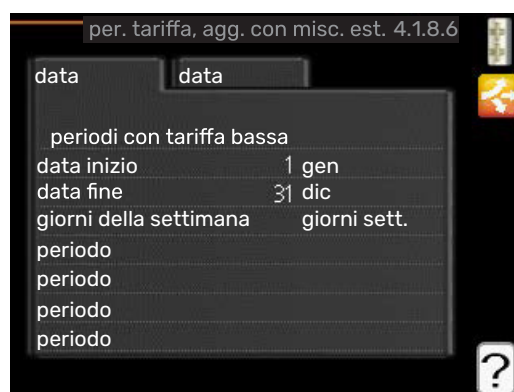 per. tariffa, agg. con misc. est. 4.1.8.6
data data
periodi con tariffa bassa
data inizio 1 gen
data fine 31 dic
giorni della settimana giorni sett.
periodo
periodo
periodo
periodo
?